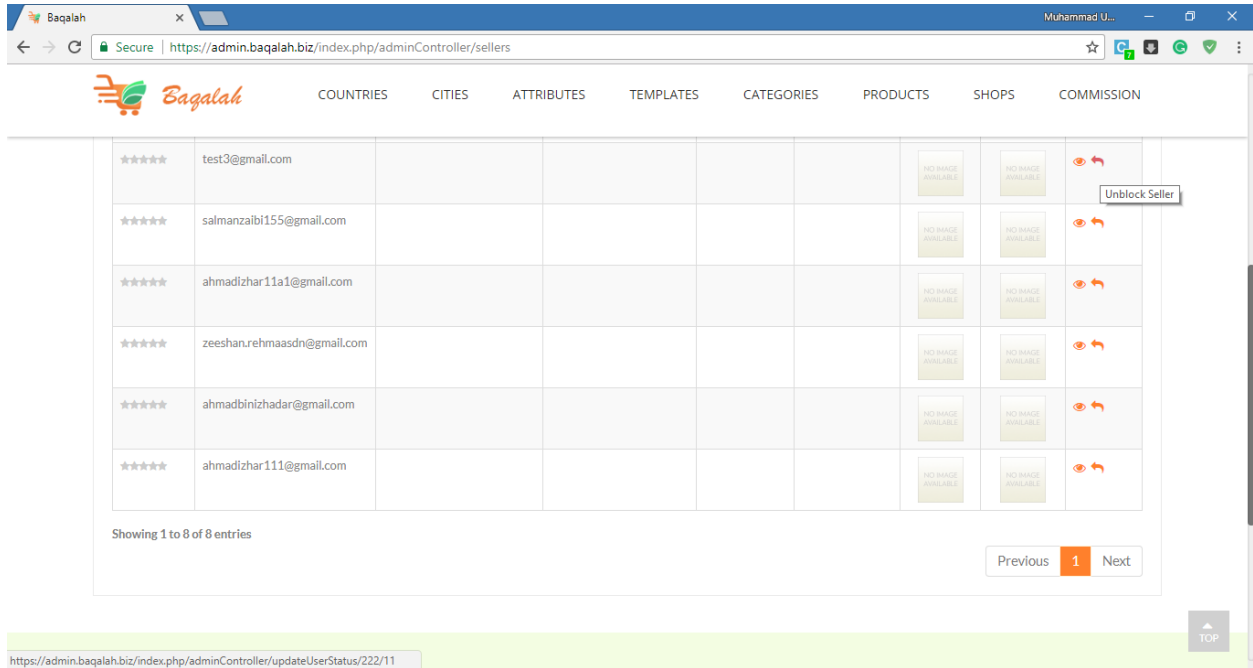 Baqalah
Muhammad U...
Secure | https://admin.baqalah.biz/index.php/adminController/sellers
7
Baqalah
COUNTRIES CITIES ATTRIBUTES TEMPLATES CATEGORIES PRODUCTS SHOPS COMMISSION
test3@gmail.com
NO IMAGE AVAILABLE NO IMAGE AVAILABLE
Unblock Seller
salmanzaibi155@gmail.com
NO IMAGE AVAILABLE NO IMAGE AVAILABLE
ahmadizhar11a1@gmail.com
NO IMAGE AVAILABLE NO IMAGE AVAILABLE
zeeshan.rehmaasdn@gmail.com
NO IMAGE AVAILABLE NO IMAGE AVAILABLE
ahmadbinizhadar@gmail.com
NO IMAGE AVAILABLE NO IMAGE AVAILABLE
ahmadizhar111@gmail.com
NO IMAGE AVAILABLE NO IMAGE AVAILABLE
Showing 1 to 8 of 8 entries
Previous 1 Next
TOP
https://admin.baqalah.biz/index.php/adminController/updateUserStatus/222/11